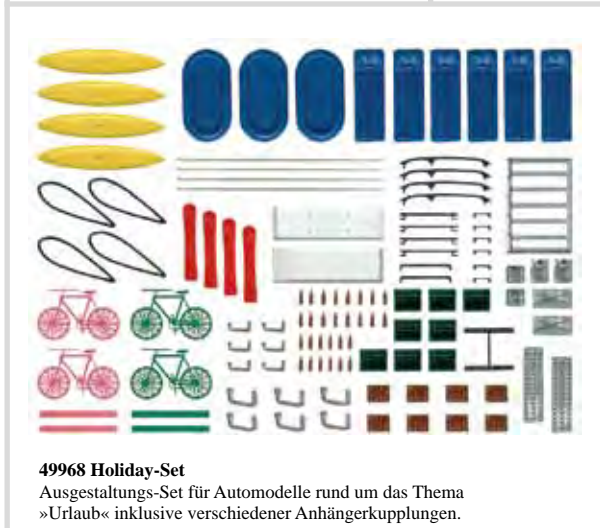 49968 Holiday-Set
Ausgestaltungs-Set für Automodelle rund um das Thema
»Urlaub« inklusive verschiedener Anhängerkupplungen.